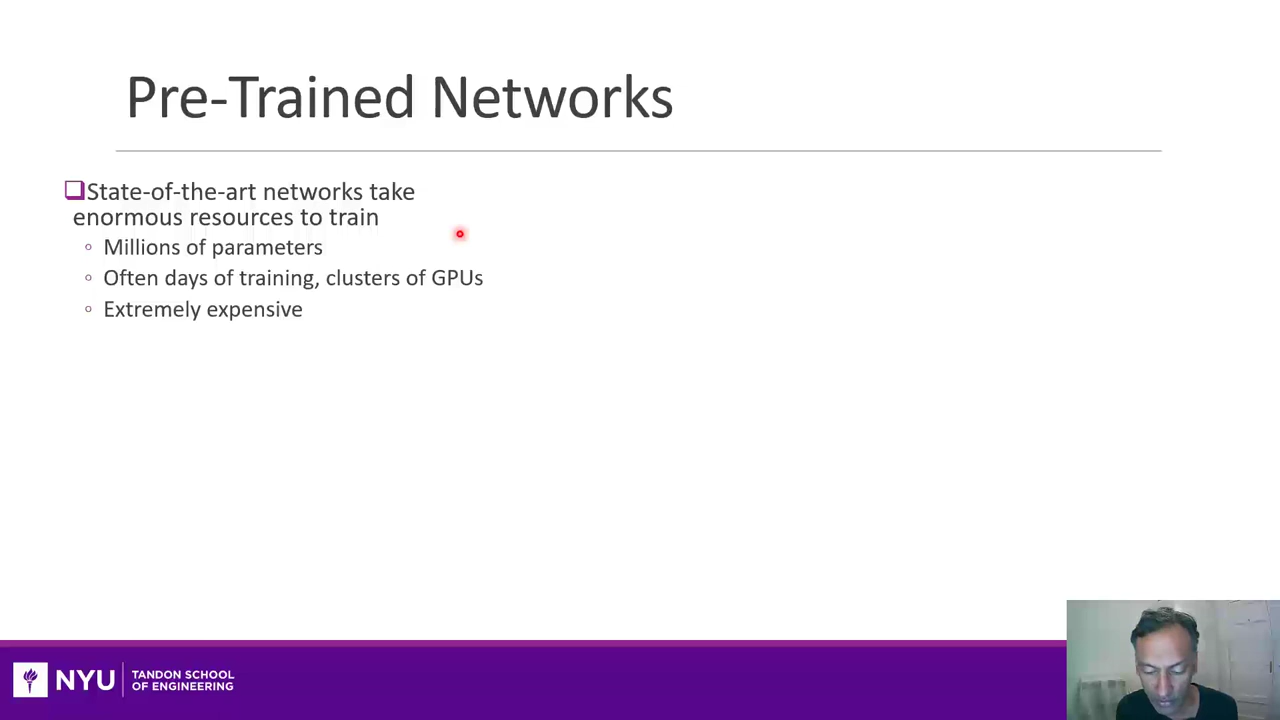 Pre-Trained Networks
State-of-the-art networks take
enormous resources to train
Millions of parameters
Often days of training, clusters of GPUs
Extremely expensive
NYU
TANDON SCHOOL
OF ENGINEERING